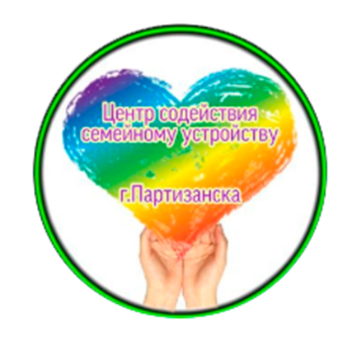 Центр содействия
семейному устройству
г.Партизанска